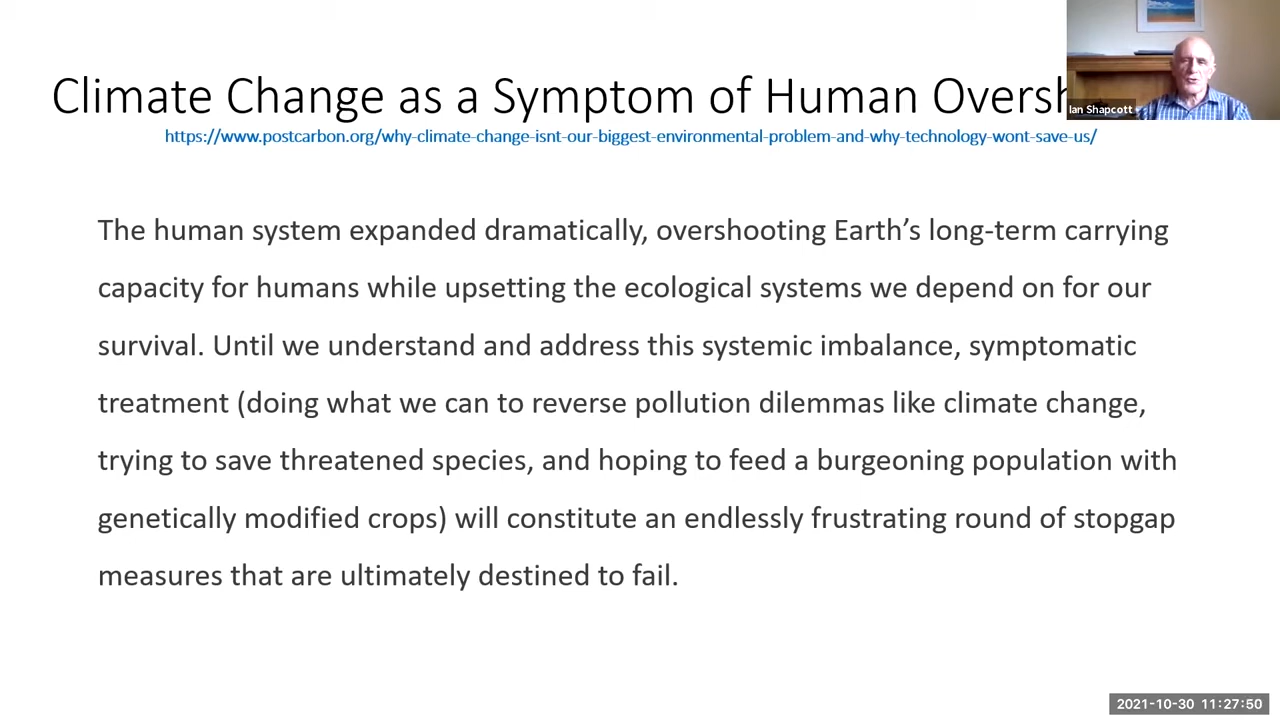 Climate Change as a Symptom of Human Oversh
Ian Shapcott
https://www.postcarbon.org/why-climate-change-isnt-our-biggest-environmental-problem-and-why-technology-wont-save-us/
The human system expanded dramatically, overshooting Earth’s long-term carrying
capacity for humans while upsetting the ecological systems we depend on for our
survival. Until we understand and address this systemic imbalance, symptomatic
treatment (doing what we can to reverse pollution dilemmas like climate change,
trying to save threatened species, and hoping to feed a burgeoning population with
genetically modified crops) will constitute an endlessly frustrating round of stopgap
measures that are ultimately destined to fail.
2021-10-30 11:27:50